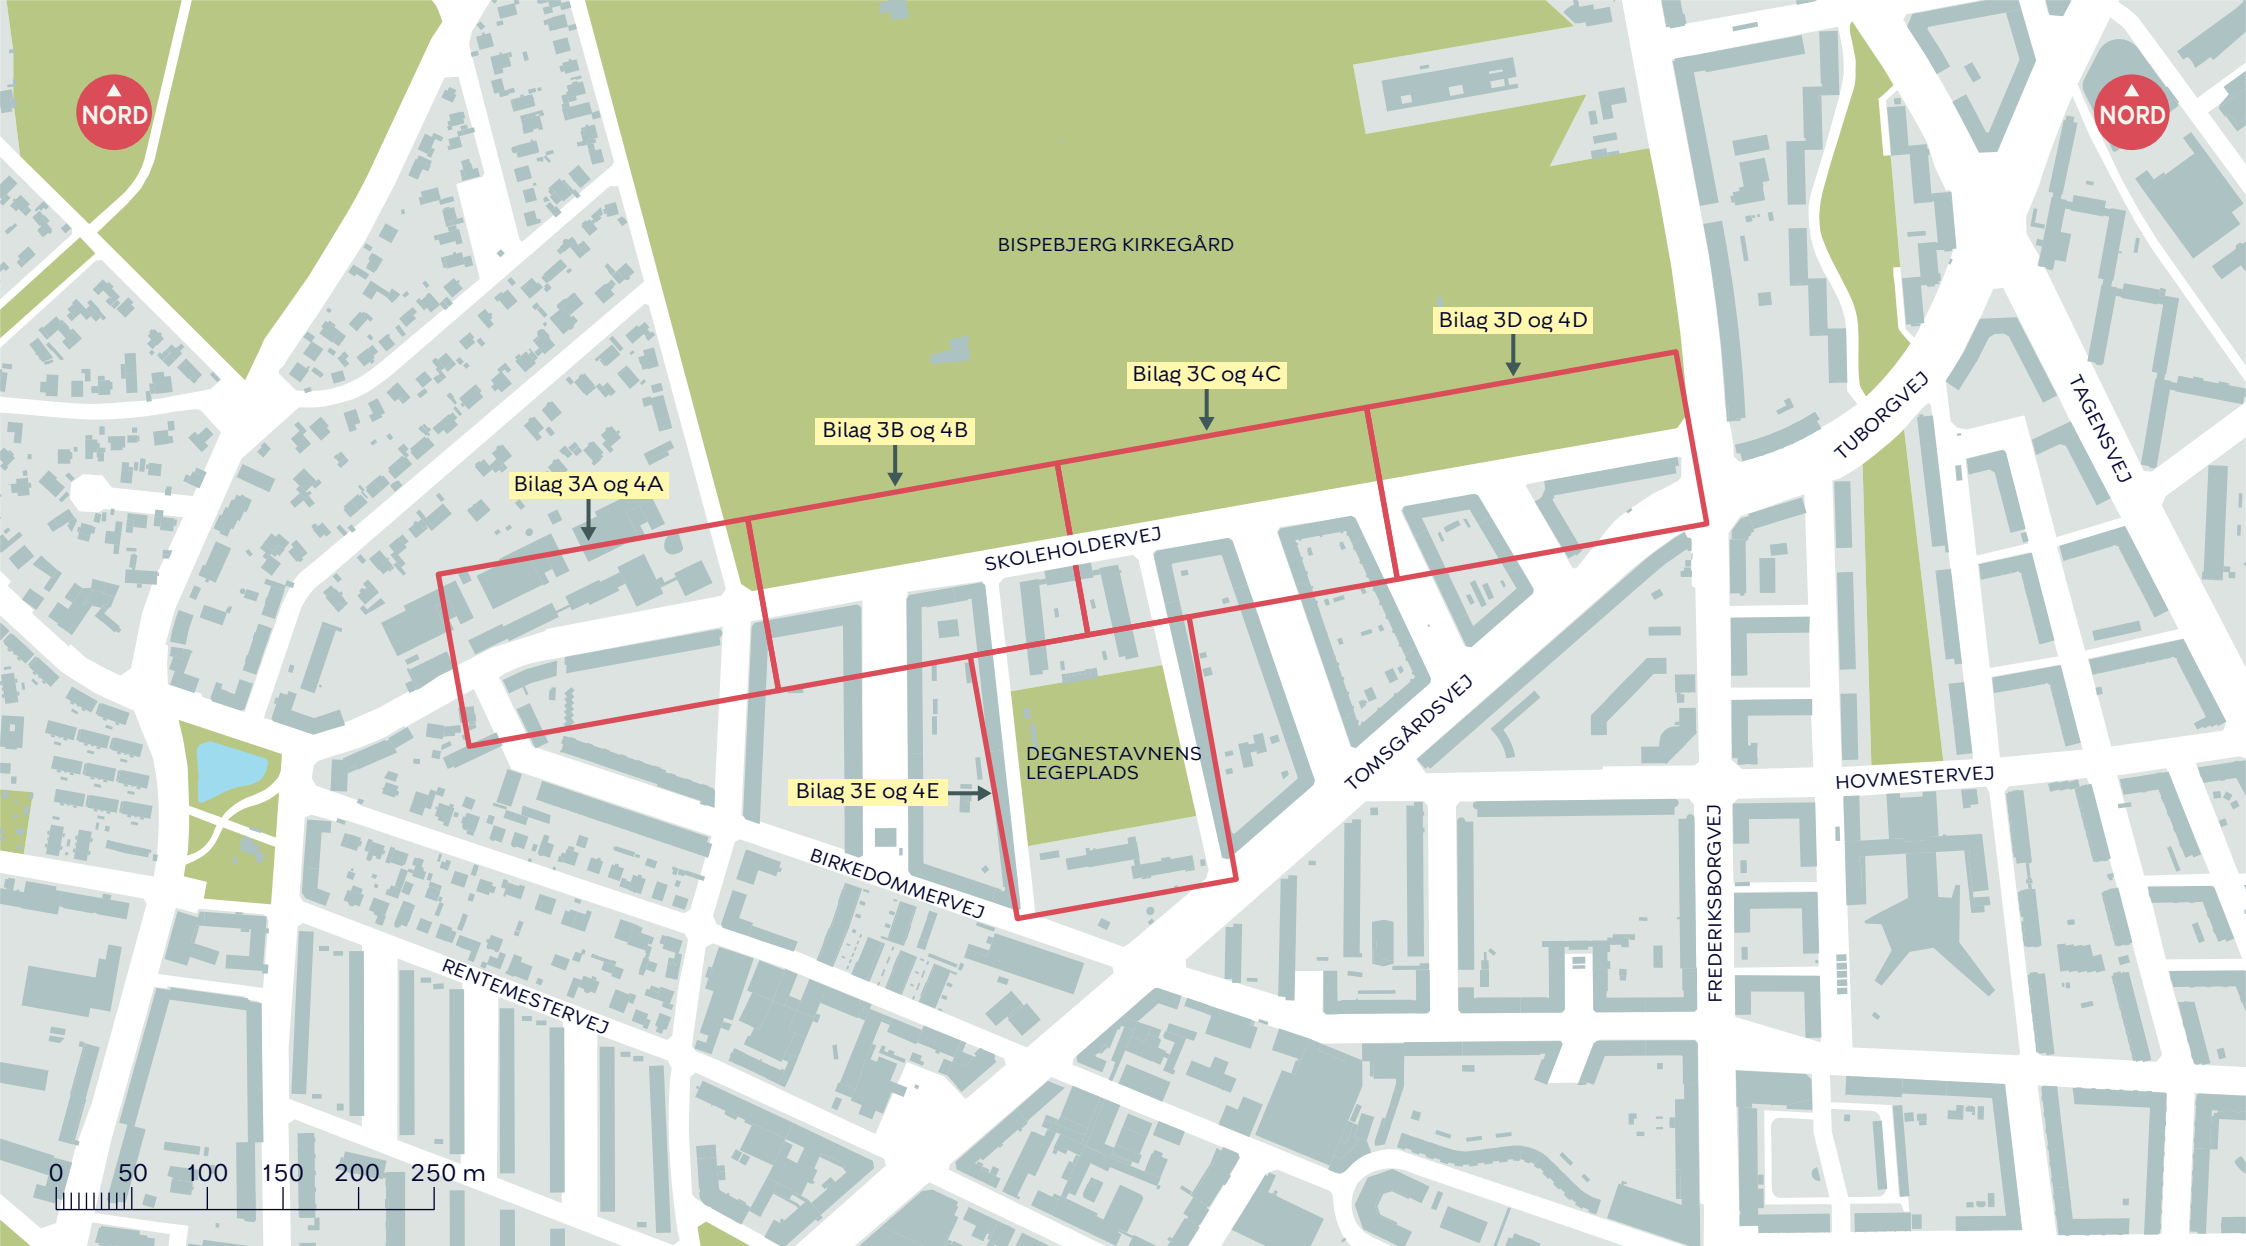 NORD
NORD
BISPEBJERG KIRKEGÅRD
Bilag 3D og 4D
Bilag 3C og 4C
Bilag 3B og 4B
Bilag 3A og 4A
TUBORGVEJ
TAGENSVEJ
SKOLEHOLDERVEJ
TOMSGÅRDSVEJ
DEGNESTAVNENS
LEGEPLADS
Bilag 3E og 4E
HOVMESTERVEJ
FREDERIKSBORGVEJ
BIRKEDOMMERVEJ
RENTEMESTERVEJ
0 50 100 150 200 250 m